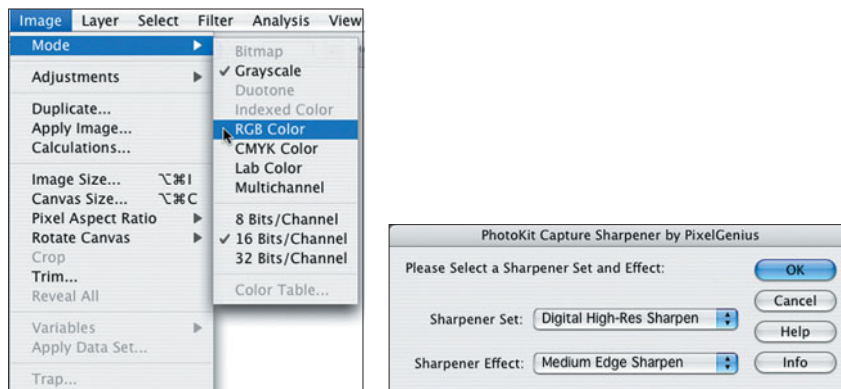 Image Layer Select Filter Analysis View
Mode
Adjustments
Duplicate...
Apply Image...
Calculations...
Image Size... ⌥⌘I
Canvas Size... ⌥⌘C
Pixel Aspect Ratio
Rotate Canvas
Crop
Trim...
Reveal All
Variables
Apply Data Set...
Trap...
Bitmap
✓ Grayscale
Duotone
Indexed Color
RGB Color
CMYK Color
Lab Color
Multichannel
8 Bits/Channel
✓ 16 Bits/Channel
32 Bits/Channel
Color Table...
PhotoKit Capture Sharpener by PixelGenius
Please Select a Sharpener Set and Effect:
Sharpener Set: Digital High-Res Sharpen
Sharpener Effect: Medium Edge Sharpen
OK
Cancel
Help
Info